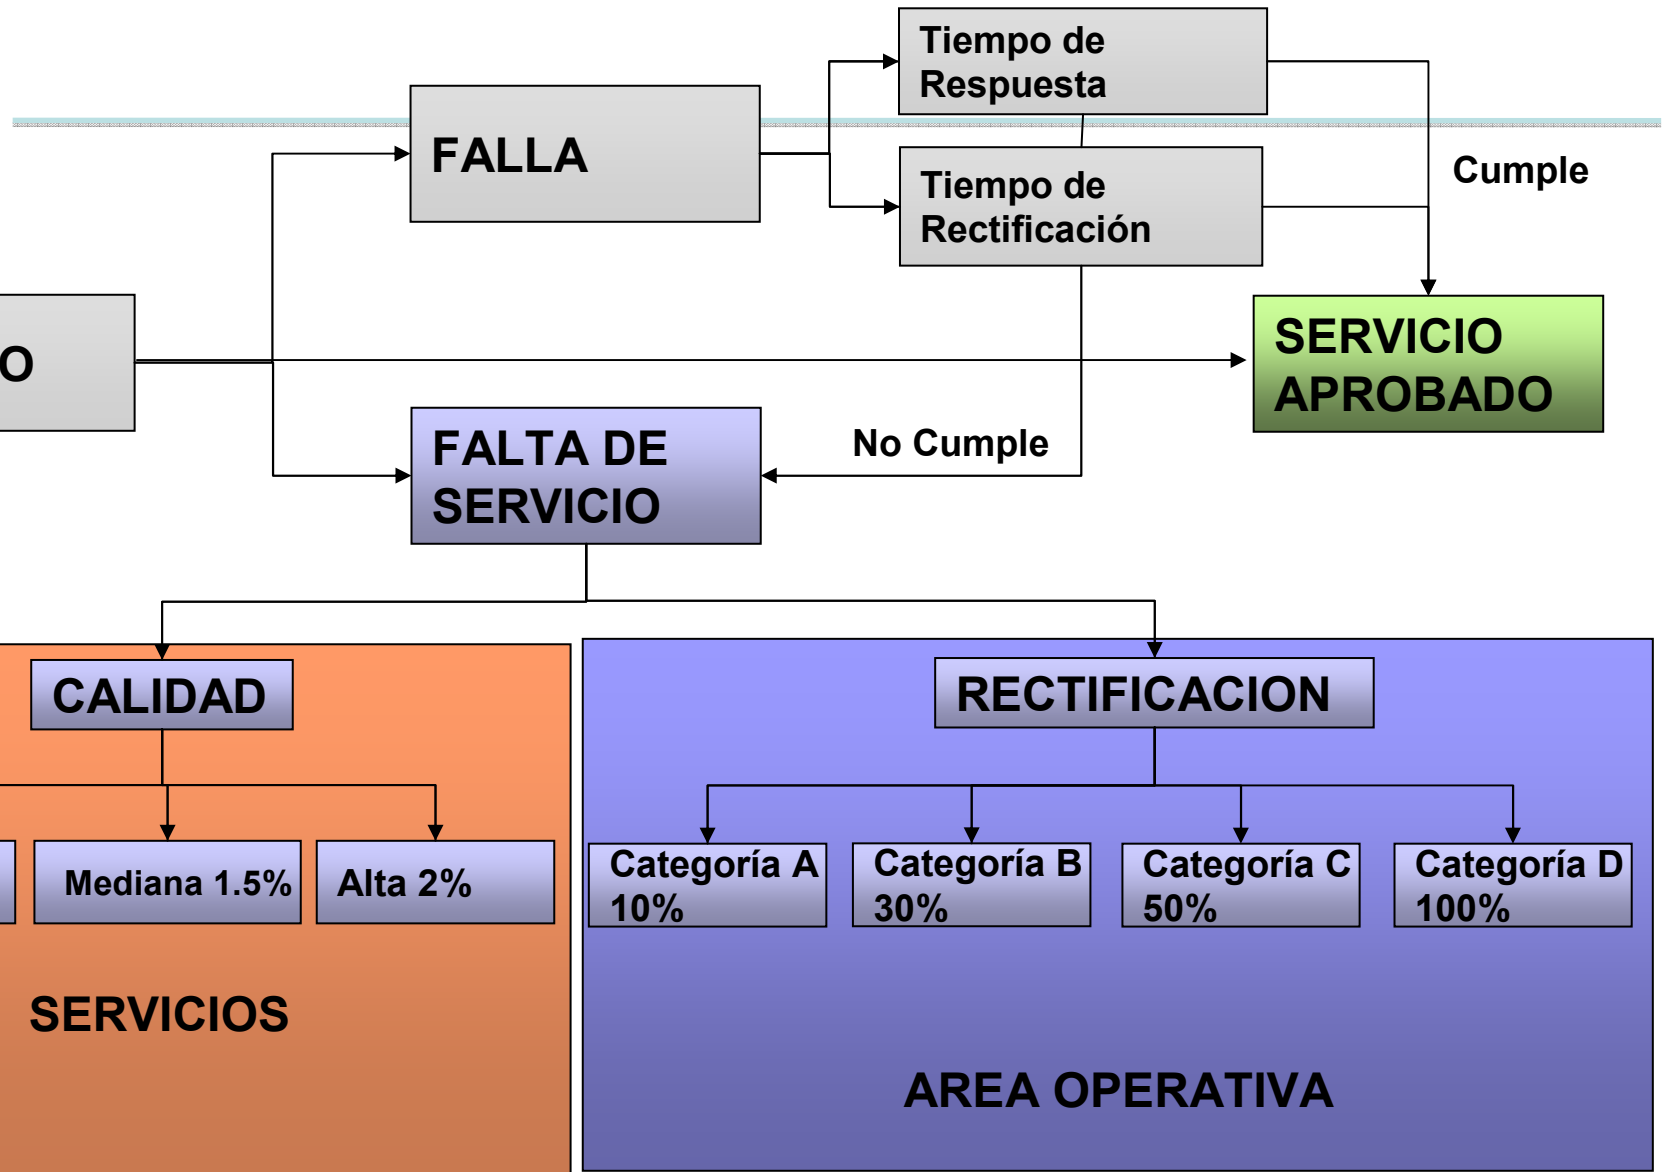 Tiempo de
Respuesta
FALLA
Cumple
Tiempo de
Rectificación
SERVICIO
APROBADO
O
FALTA DE
SERVICIO
No Cumple
CALIDAD
RECTIFICACION
Mediana 1.5%
Alta 2%
Categoría A
10%
Categoría B
30%
Categoría C
50%
Categoría D
100%
SERVICIOS
AREA OPERATIVA